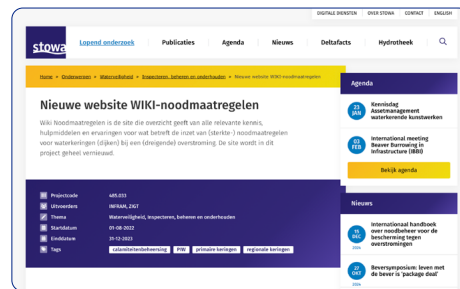 DIGITALE DIENSTEN OVER STOWA CONTACT ENGLISH
stowa Lopend onderzoek Publicaties Agenda Nieuws Deltafacts Hydrotheek
Home > Onderwerpen > Waterveiligheid > Inspecteren, beheren en onderhouden > Nieuwe website WIKI-noodmaatregelen
Nieuwe website WIKI-noodmaatregelen
Wiki Noodmaatregelen is de site die overzicht geeft van alle relevante kennis,
hulpmiddelen en ervaringen voor wat betreft de inzet van (sterkte-) noodmaatregelen
voor waterkeringen (dijken) bij een (dreigende) overstroming. De site wordt in dit
project geheel vernieuwd.
Projectcode 495.033
Uitvoerders INFRAM, ZIGT
Thema Waterveiligheid, Inspecteren, beheren en onderhouden
Startdatum 01-08-2022
Einddatum 31-12-2023
Tags calamiteitenbeheersing PIW primaire keringen regionale keringen
Agenda
23 JAN
Kennisdag
Assetmanagement
waterkerende kunstwerken
03 FEB
International meeting
Beaver Burrowing in
Infrastructure (IBBI)
Bekijk agenda
Nieuws
DEC 2024
Internationaal handboek
over noodbeheer voor de
bescherming tegen
overstromingen
27 OKT 2024
Beversymposium: leven met
de bever is 'package deal'